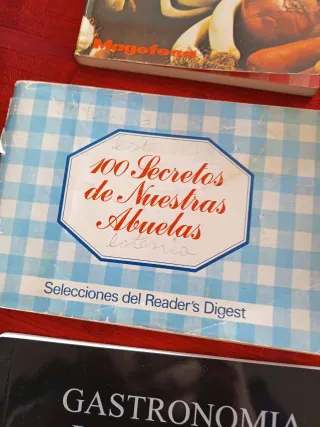 Magefesa
100 Secretos
de Nuestras
Abuelas
Selecciones del Reader's Digest
GASTRONOMIA